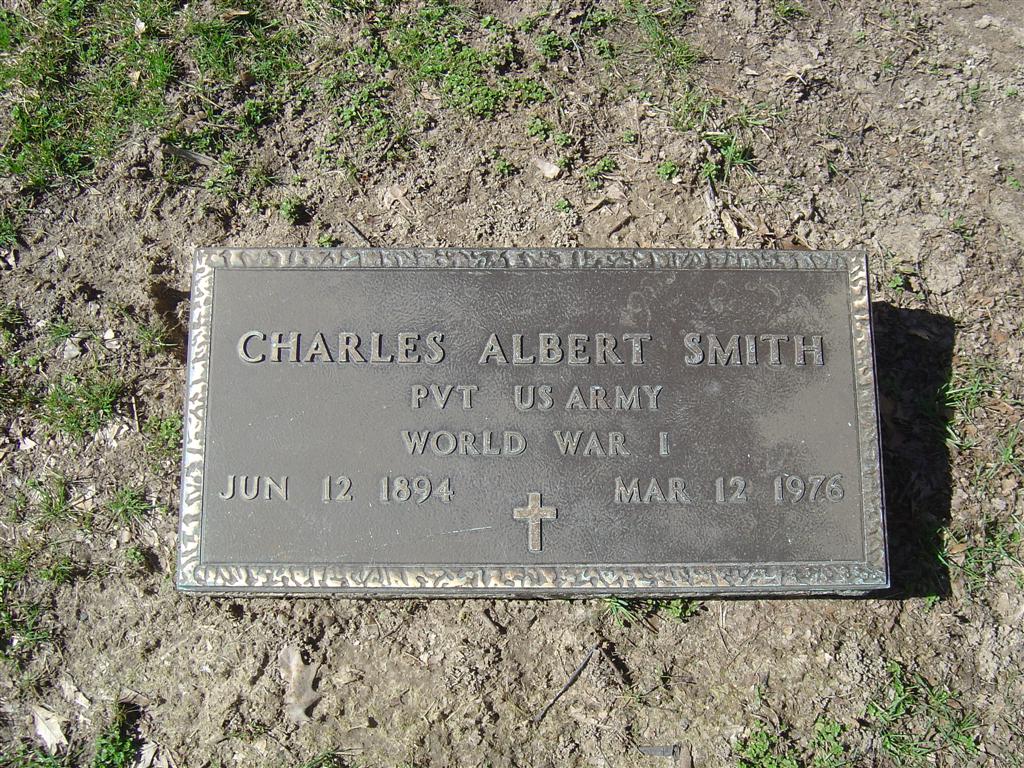 CHARLES ALBERT SMITH
PVT US ARMY
WORLD WAR I
JUN 12 1894 MAR 12 1976